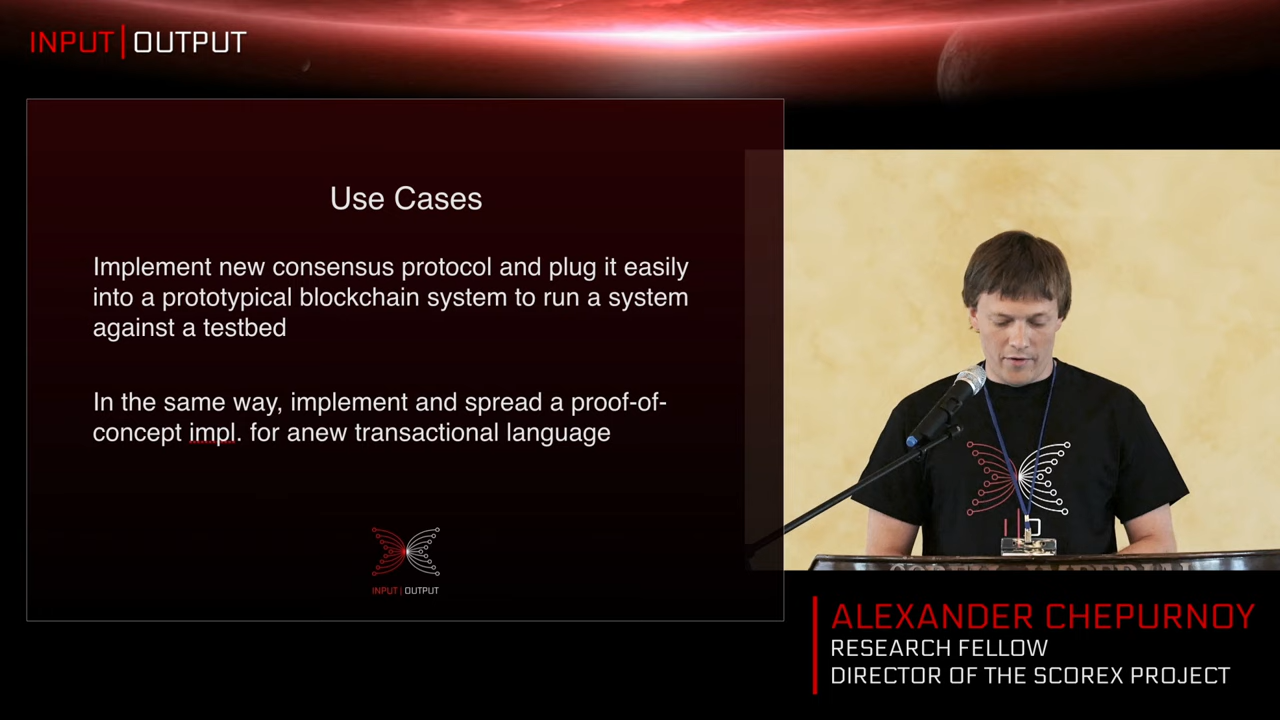 INPUT | OUTPUT
Use Cases
Implement new consensus protocol and plug it easily
into a prototypical blockchain system to run a system
against a testbed
In the same way, implement and spread a proof-of-
concept impl. for anew transactional language
INPUT | OUTPUT
ALEXANDER CHEPURNOY
RESEARCH FELLOW
DIRECTOR OF THE SCOREX PROJECT